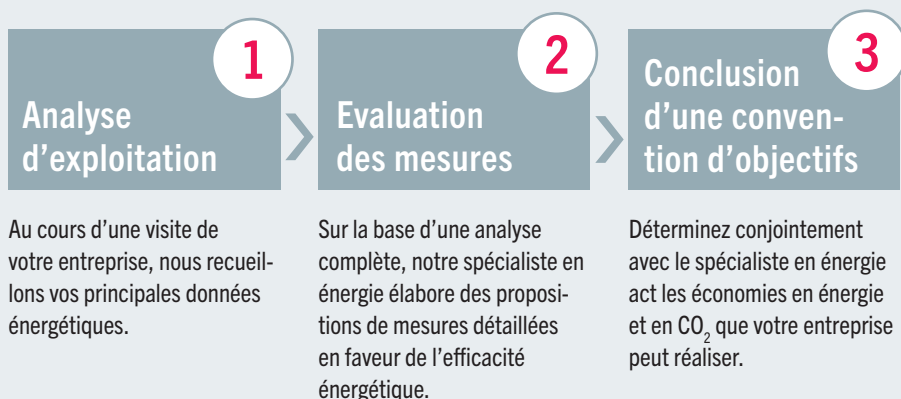 1
Analyse
d’exploitation
Au cours d’une visite de
votre entreprise, nous recueil-
lons vos principales données
énergétiques.
2
Evaluation
des mesures
Sur la base d’une analyse
complète, notre spécialiste en
énergie élabore des proposi-
tions de mesures détaillées
en faveur de l’efficacité
énergétique.
3
Conclusion
d’une conven-
tion d’objectifs
Déterminez conjointement
avec le spécialiste en énergie
act les économies en énergie
et en CO₂ que votre entreprise
peut réaliser.